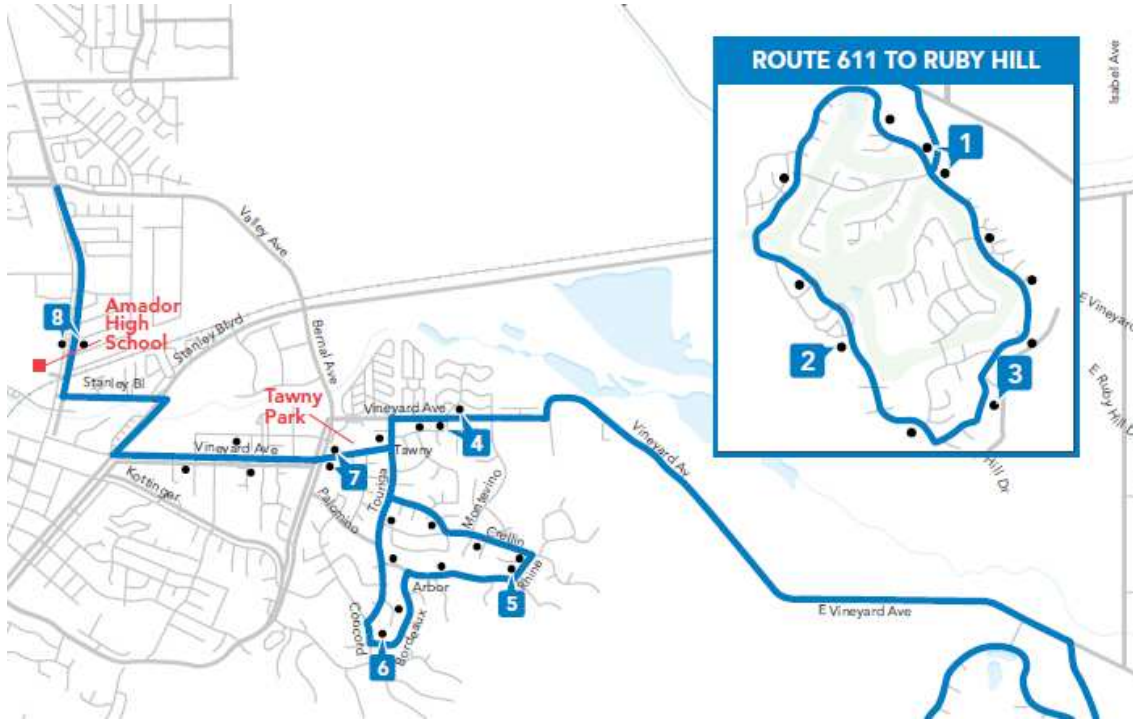 ROUTE 611 TO RUBY HILL
Isabel Ave
1
2
3
E Vineyard
E Ruby Hill D
Hill Dr
Valley Ave
8
Amador
High
School
Stanley Blvd
Stanley Bl
Bernal Ave
Tawny
Park
Vineyard Ave
4
Tawny
Vineyard Ave
7
Vineyard Av
Kottinger
Palomino
Touriga
Montevino
Crellin
Rhine
5
Arbor
Concord
Bordeaux
6
E Vineyard Ave